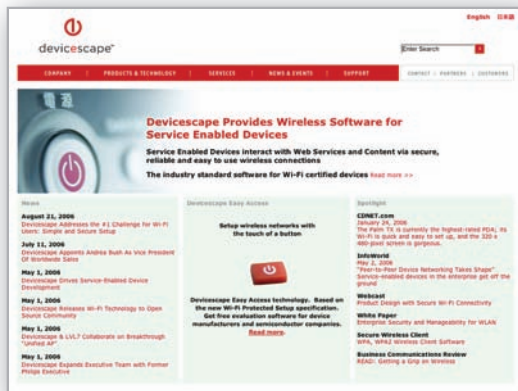 English 日本語
devicescape
Enter Search
COMPANY | PRODUCTS & TECHNOLOGY | SERVICES | NEWS & EVENTS | SUPPORT
CONTACT | PARTNERS | CUSTOMERS
Devicescape Provides Wireless Software for
Service Enabled Devices
Service Enabled Devices interact with Web Services and Content via secure,
reliable and easy to use wireless connections
The industry standard software for Wi-Fi certified devices Read more >>
News
August 21, 2006
Devicescape Addresses the #1 Challenge for Wi-Fi
Users: Simple and Secure Setup
July 11, 2006
Devicescape Appoints Andrea Bush As Vice President
Of Worldwide Sales
May 1, 2006
Devicescape Drives Service-Enabled Device
Development
May 1, 2006
Devicescape Releases Wi-Fi Technology to Open
Source Community
May 1, 2006
Devicescape & LVL7 Collaborate on Breakthrough
"Unified AP"
May 1, 2006
Devicescape Expands Executive Team with Former
Philips Executive
Devicescape Easy Access
Setup wireless networks with
the touch of a button
Devicescape Easy Access technology. Based on
the new Wi-Fi Protected Setup specification.
Get free evaluation software for device
manufacturers and semiconductor companies.
Read more.
Spotlight
CDNET.com
January 24, 2006
The Palm TX is currently the highest-rated PDA; its
Wi-Fi is quick and easy to set up, and the 320 x
480-pixel screen is gorgeous.
InfoWorld
May 2, 2006
"Peer-to-Peer Device Networking Takes Shape"
Service-enabled devices in the enterprise get off the
ground
Webcast
Product Design with Secure Wi-Fi Connectivity
White Paper
Enterprise Security and Manageability for WLAN
Secure Wireless Client
WPA, WPA2 Wireless Client Software
Business Communications Review
READ: Getting a Grip on Wireless